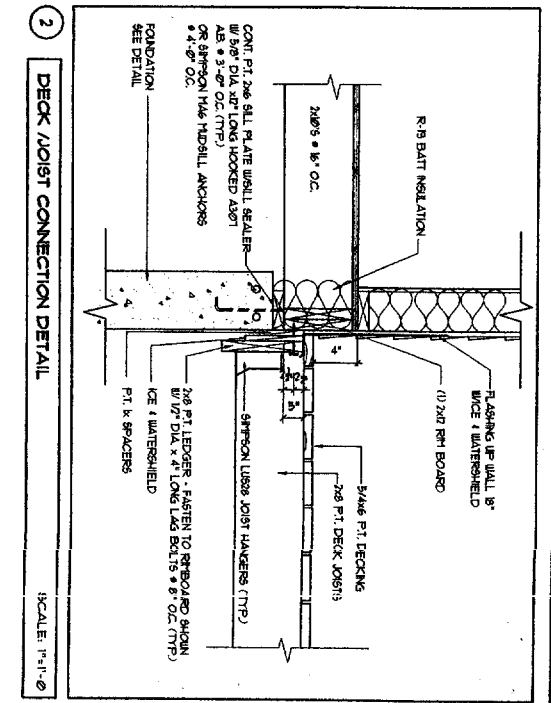 R-19 BATT INSULATION
2x10'S @ 16" O.C.
CONT. P.T. 2x6 SILL PLATE W/SILL SEALER
W/ 5/8" DIA. x12" LONG HOOKED A307
A.B. @ 3'-0" O.C. (TYP.)
OR SIMPSON MA6 MUDSILL ANCHORS
@ 4'-0" O.C.
FOUNDATION
SEE DETAIL
FLASHING UP WALL 18"
W/ICE & WATERSHIELD
(1) 2x12 RIM BOARD
4"
5/4x6 P.T. DECKING
2x8 P.T. DECK JOISTS
SIMPSON LUS28 JOIST HANGERS (TYP.)
2x8 P.T. LEDGER - FASTEN TO RIMBOARD SHOWN
W/ 1/2" DIA. x 4" LONG LAG BOLTS @ 8" O.C. (TYP.)
ICE & WATERSHIELD
P.T. 1x SPACERS
2
DECK /JOIST CONNECTION DETAIL
SCALE: 1"=1'-0